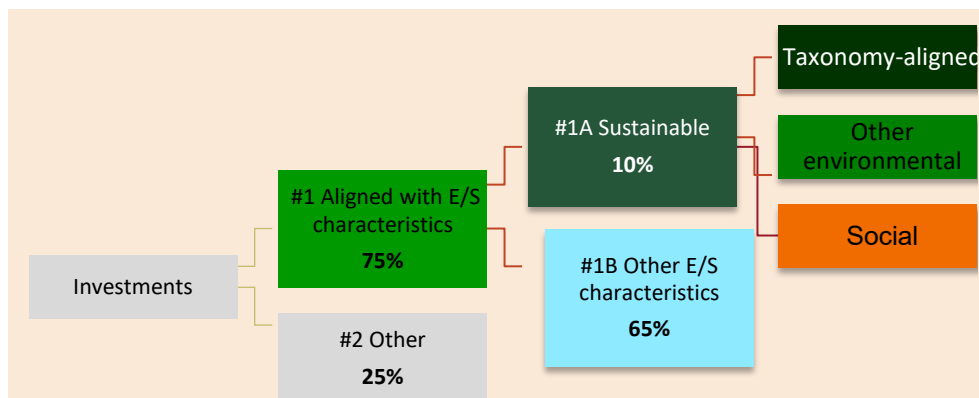 Investments
#1 Aligned with E/S
characteristics
75%
#2 Other
25%
#1A Sustainable
10%
#1B Other E/S
characteristics
65%
Taxonomy-aligned
Other
environmental
Social